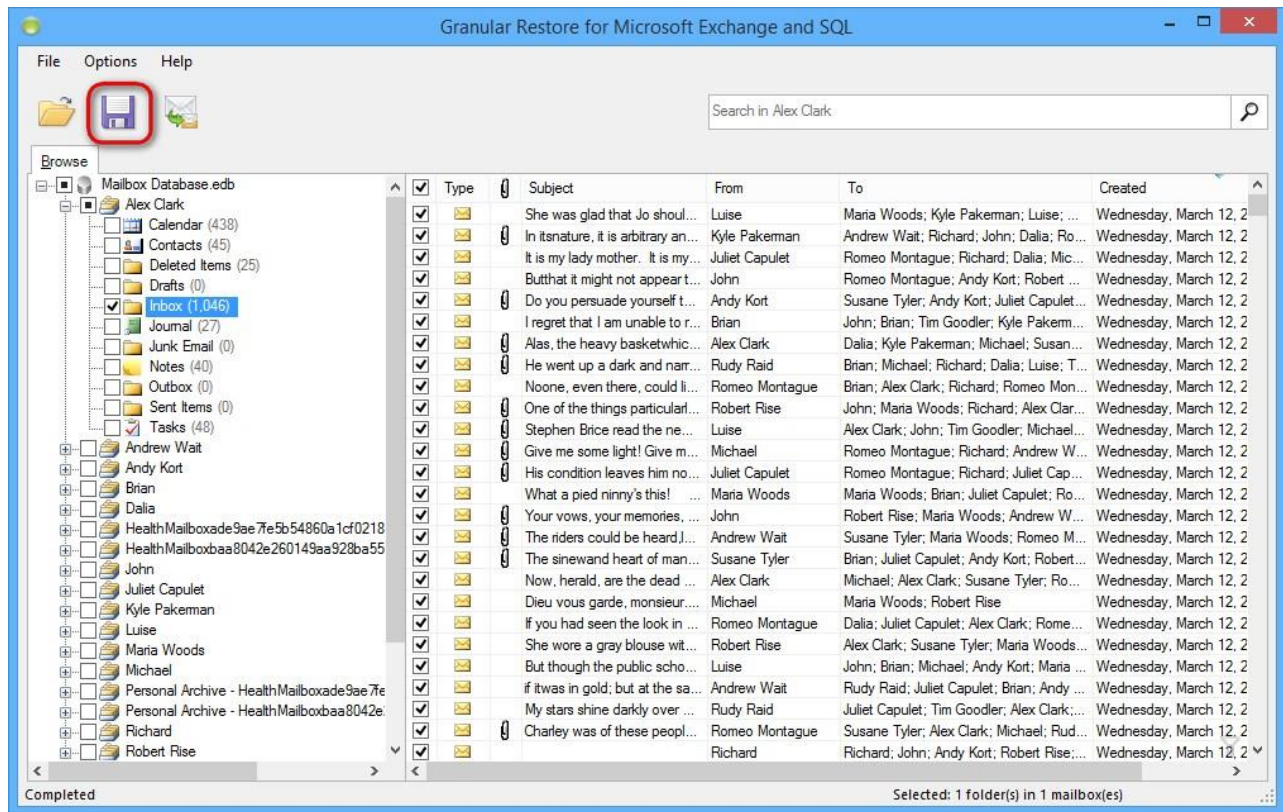 Granular Restore for Microsoft Exchange and SQL
File Options Help
Search in Alex Clark
Browse
Mailbox Database.edb
Alex Clark
Calendar (438)
Contacts (45)
Deleted Items (25)
Drafts (0)
Inbox (1,046)
Journal (27)
Junk Email (0)
Notes (40)
Outbox (0)
Sent Items (0)
Tasks (48)
Andrew Wait
Andy Kort
Brian
Dalia
HealthMailboxade9ae7fe5b54860a1cf0218
HealthMailboxbaa8042e260149aa928ba55
John
Juliet Capulet
Kyle Pakerman
Luise
Maria Woods
Michael
Personal Archive - HealthMailboxade9ae7fe
Personal Archive - HealthMailboxbaa8042e
Richard
Robert Rise
Type Subject From To Created
She was glad that Jo shoul... Luise Maria Woods; Kyle Pakerman; Luise; ... Wednesday, March 12, 2
In itsnature, it is arbitrary an... Kyle Pakerman Andrew Wait; Richard; John; Dalia; Ro... Wednesday, March 12, 2
It is my lady mother. It is my... Juliet Capulet Romeo Montague; Richard; Dalia; Mic... Wednesday, March 12, 2
Butthat it might not appear t... John Romeo Montague; Andy Kort; Robert ... Wednesday, March 12, 2
Do you persuade yourself t... Andy Kort Susane Tyler; Andy Kort; Juliet Capulet... Wednesday, March 12, 2
I regret that I am unable to r... Brian John; Brian; Tim Goodler; Kyle Pakerm... Wednesday, March 12, 2
Alas, the heavy basketwhic... Alex Clark Dalia; Kyle Pakerman; Michael; Susan... Wednesday, March 12, 2
He went up a dark and narr... Rudy Raid Brian; Michael; Richard; Dalia; Luise; T... Wednesday, March 12, 2
Noone, even there, could li... Romeo Montague Brian; Alex Clark; Richard; Romeo Mon... Wednesday, March 12, 2
One of the things particularl... Robert Rise John; Maria Woods; Richard; Alex Clar... Wednesday, March 12, 2
Stephen Brice read the ne... Luise Alex Clark; John; Tim Goodler; Michael... Wednesday, March 12, 2
Give me some light! Give m... Michael Romeo Montague; Richard; Andrew W... Wednesday, March 12, 2
His condition leaves him no... Juliet Capulet Romeo Montague; Richard; Juliet Cap... Wednesday, March 12, 2
What a pied ninny's this! ... Maria Woods Maria Woods; Brian; Juliet Capulet; Ro... Wednesday, March 12, 2
Your vows, your memories, ... John Robert Rise; Maria Woods; Andrew W... Wednesday, March 12, 2
The riders could be heard,l... Andrew Wait Susane Tyler; Maria Woods; Romeo M... Wednesday, March 12, 2
The sinewand heart of man... Susane Tyler Brian; Juliet Capulet; Andy Kort; Robert... Wednesday, March 12, 2
Now, herald, are the dead ... Alex Clark Michael; Alex Clark; Susane Tyler; Ro... Wednesday, March 12, 2
Dieu vous garde, monsieur.... Michael Maria Woods; Robert Rise Wednesday, March 12, 2
If you had seen the look in ... Romeo Montague Dalia; Juliet Capulet; Alex Clark; Rome... Wednesday, March 12, 2
She wore a gray blouse wit... Robert Rise Alex Clark; Susane Tyler; Maria Woods... Wednesday, March 12, 2
But though the public scho... Luise John; Brian; Michael; Andy Kort; Maria ... Wednesday, March 12, 2
if itwas in gold; but at the sa... Andrew Wait Rudy Raid; Juliet Capulet; Brian; Andy ... Wednesday, March 12, 2
My stars shine darkly over ... Rudy Raid Juliet Capulet; Tim Goodler; Alex Clark;... Wednesday, March 12, 2
Charley was of these peopl... Romeo Montague Susane Tyler; Alex Clark; Michael; Rud... Wednesday, March 12, 2
Richard Richard; John; Andy Kort; Robert Rise;... Wednesday, March 12, 2
Completed Selected: 1 folder(s) in 1 mailbox(es)